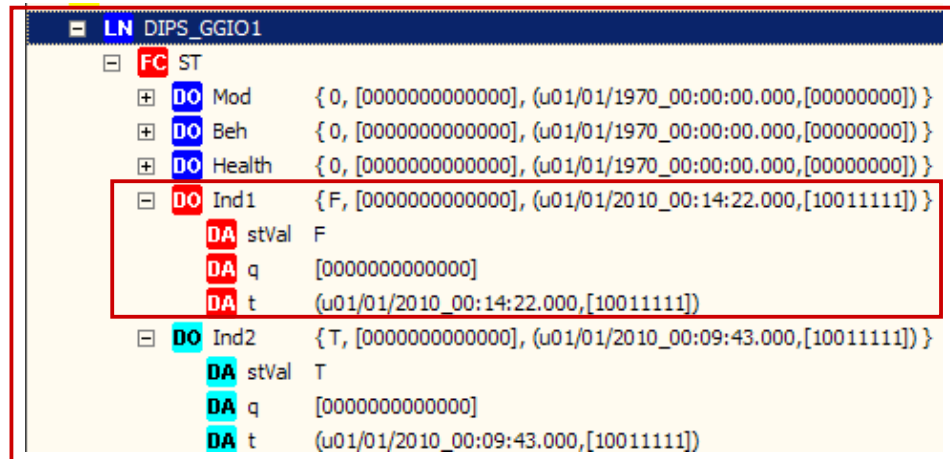 LN DIPS_GGIO1
FC ST
DO Mod { 0, [0000000000000], (u01/01/1970_00:00:00.000,[00000000]) }
DO Beh { 0, [0000000000000], (u01/01/1970_00:00:00.000,[00000000]) }
DO Health { 0, [0000000000000], (u01/01/1970_00:00:00.000,[00000000]) }
DO Ind1 { F, [0000000000000], (u01/01/2010_00:14:22.000,[10011111]) }
DA stVal F
DA q [0000000000000]
DA t (u01/01/2010_00:14:22.000,[10011111])
DO Ind2 { T, [0000000000000], (u01/01/2010_00:09:43.000,[10011111]) }
DA stVal T
DA q [0000000000000]
DA t (u01/01/2010_00:09:43.000,[10011111])